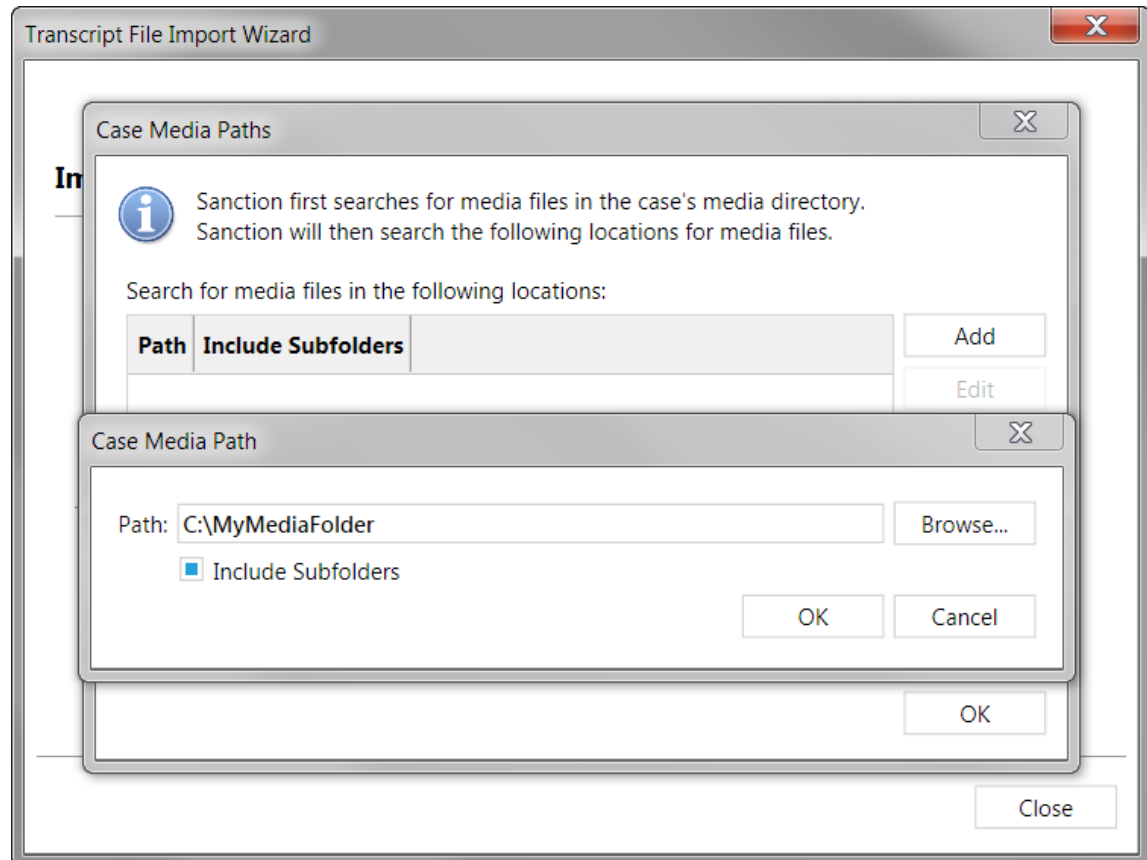 Transcript File Import Wizard
Case Media Paths
Im
Sanction first searches for media files in the case's media directory.
Sanction will then search the following locations for media files.
Search for media files in the following locations:
Path Include Subfolders
Add
Edit
Case Media Path
Path: C:\MyMediaFolder Browse...
Include Subfolders
OK Cancel
OK
Close